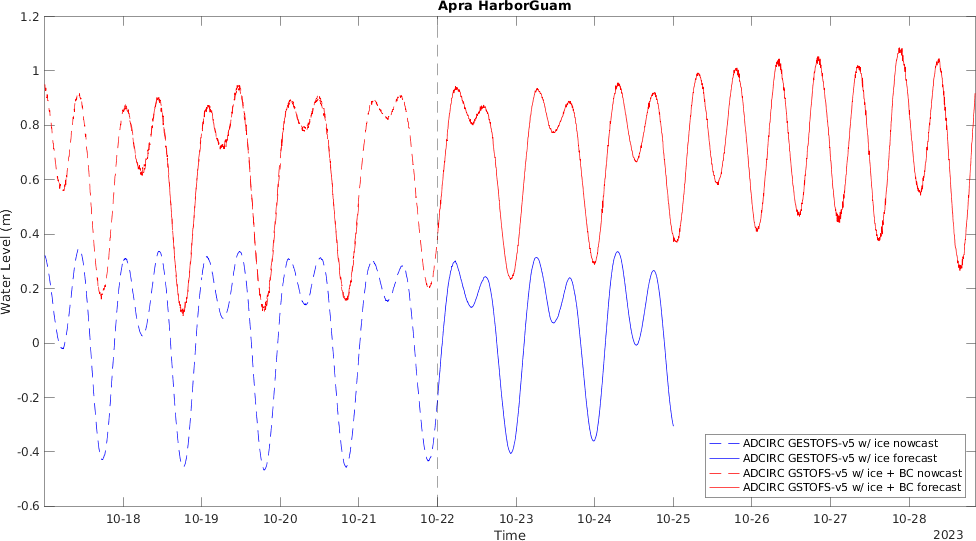 Apra HarborGuam
1.2
1
0.8
0.6
0.4
0.2
0
-0.2
-0.4
-0.6
Water Level (m)
10-18 10-19 10-20 10-21 10-22 10-23 10-24 10-25 10-26 10-27 10-28
Time
2023
ADCIRC GESTOFS-v5 w/ ice nowcast
ADCIRC GESTOFS-v5 w/ ice forecast
ADCIRC GSTOFS-v5 w/ ice + BC nowcast
ADCIRC GSTOFS-v5 w/ ice + BC forecast